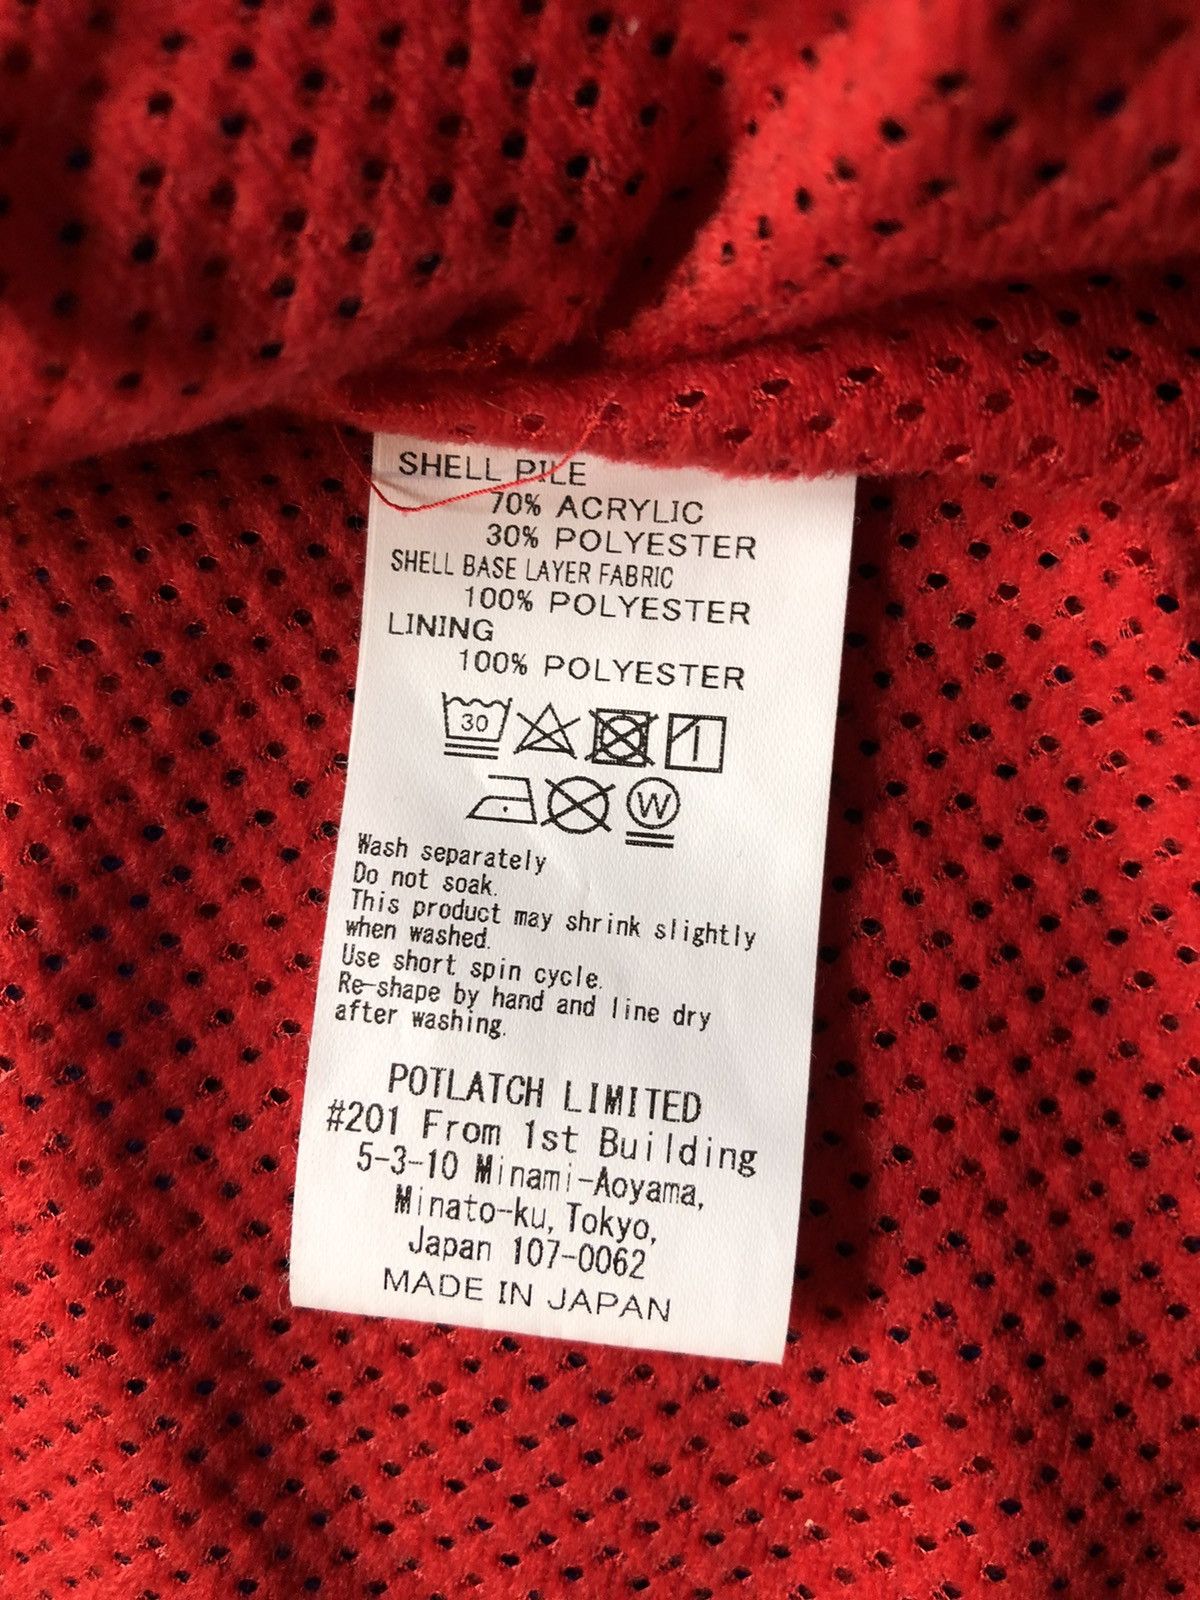 SHELL PILE
70% ACRYLIC
30% POLYESTER
SHELL BASE LAYER FABRIC
100% POLYESTER
LINING
100% POLYESTER
30
W
Wash separately
Do not soak.
This product may shrink slightly
when washed.
Use short spin cycle.
Re-shape by hand and line dry
after washing.
POTLATCH LIMITED
#201 From 1st Building
5-3-10 Minami-Aoyama,
Minato-ku, Tokyo,
Japan 107-0062
MADE IN JAPAN